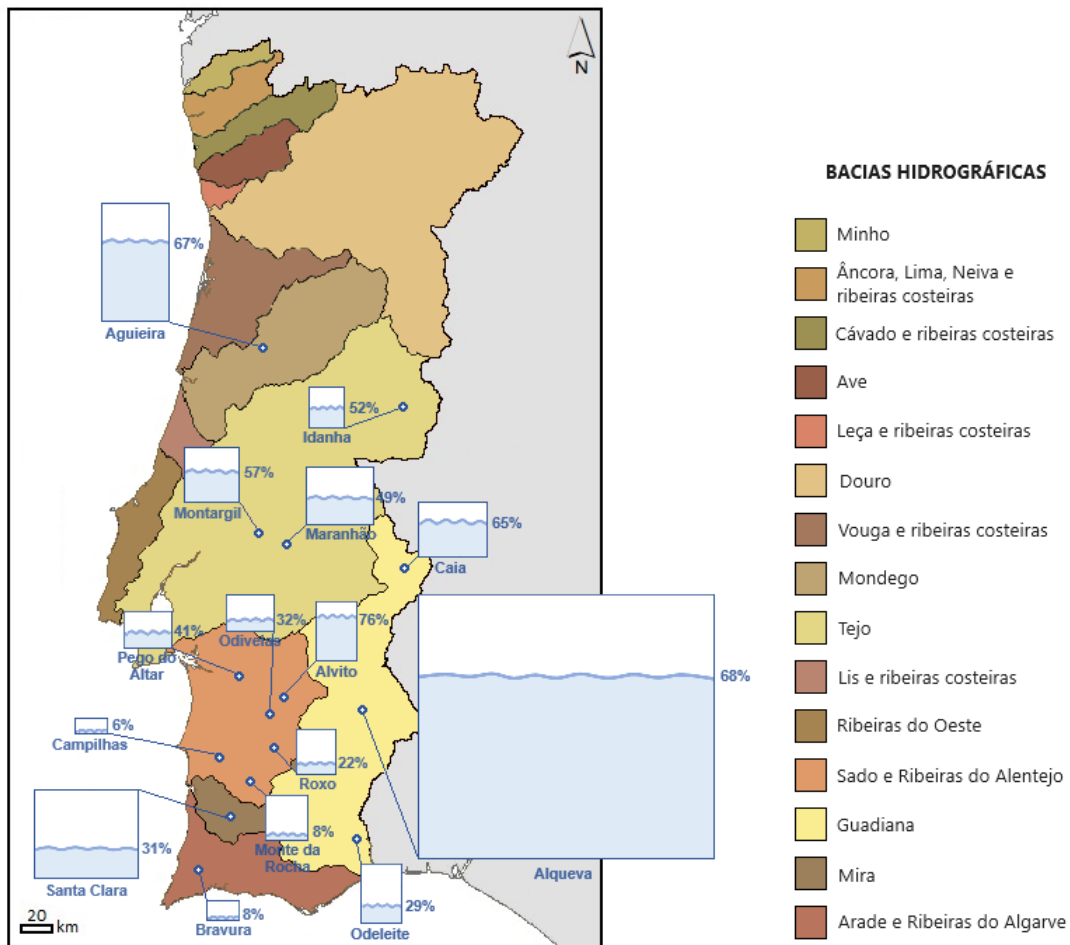 N
67%
Aguieira
52%
Idanha
57%
Montargil
49%
Maranhão
65%
Caia
41%
Pego do
Altar
32%
Odivelas
76%
Alvito
68%
Alqueva
6%
Campilhas
22%
Roxo
8%
Monte da
Rocha
31%
Santa Clara
8%
Bravura
29%
Odeleite
20
km
BACIAS HIDROGRÁFICAS
Minho
Âncora, Lima, Neiva e
ribeiras costeiras
Cávado e ribeiras costeiras
Ave
Leça e ribeiras costeiras
Douro
Vouga e ribeiras costeiras
Mondego
Tejo
Lis e ribeiras costeiras
Ribeiras do Oeste
Sado e Ribeiras do Alentejo
Guadiana
Mira
Arade e Ribeiras do Algarve